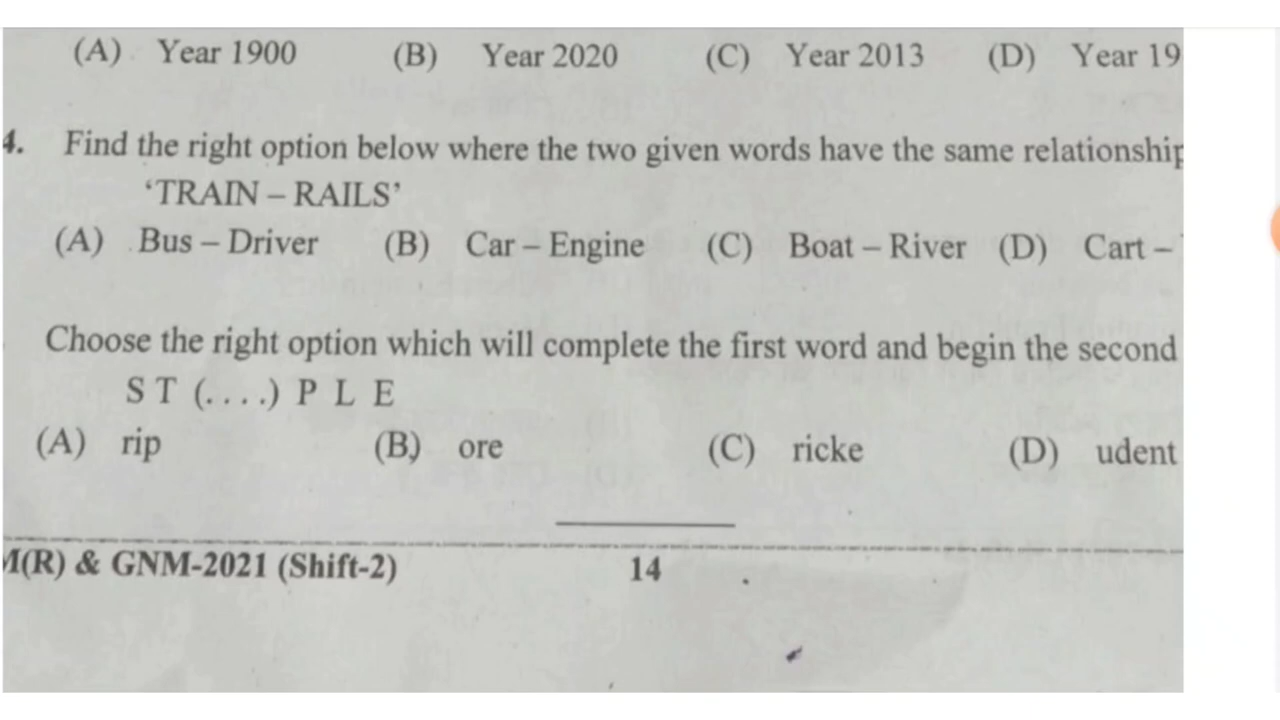 (A) Year 1900 (B) Year 2020 (C) Year 2013 (D) Year 19
4. Find the right option below where the two given words have the same relationship
‘TRAIN – RAILS’
(A) Bus – Driver (B) Car – Engine (C) Boat – River (D) Cart –
Choose the right option which will complete the first word and begin the second
S T (. . . .) P L E
(A) rip (B) ore (C) ricke (D) udent
M(R) & GNM-2021 (Shift-2) 14